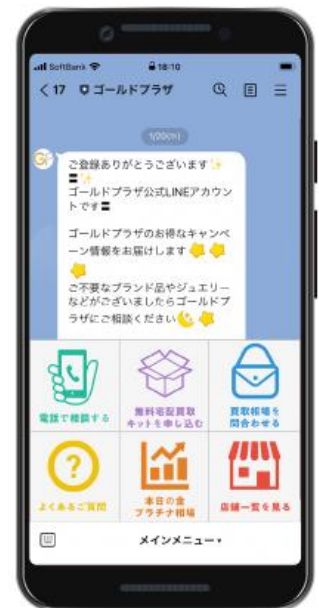 SoftBank 18:10
17 ゴールドプラザ
1/20(木)
ご登録ありがとうございます
ゴールドプラザ公式LINEアカウン
トです〓
ゴールドプラザのお得なキャンペ
ーン情報をお届けします
ご不要なブランド品やジュエリー
などがございましたらゴールドプ
ラザにご相談ください
電話で相談する
無料宅配買取
キットを申し込む
買取相場を
問合わせる
よくあるご質問
本日の金
プラチナ相場
店舗一覧を見る
メインメニュー